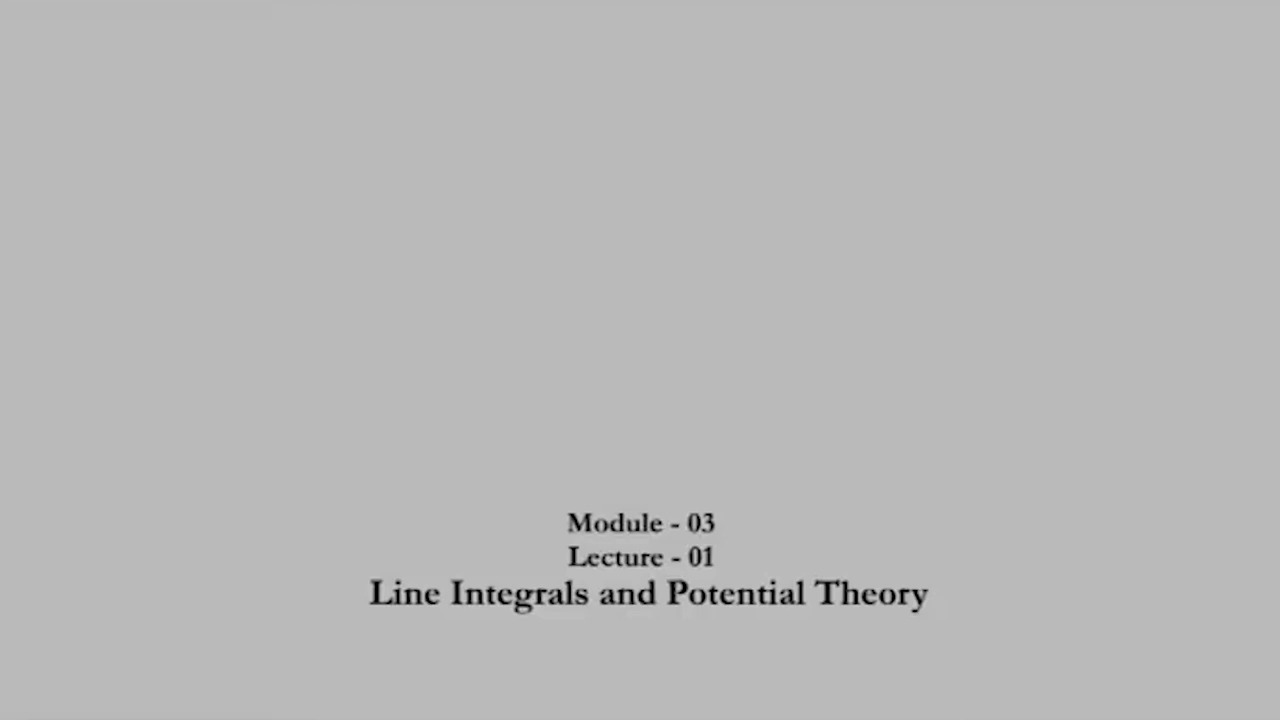 Module - 03
Lecture - 01
Line Integrals and Potential Theory